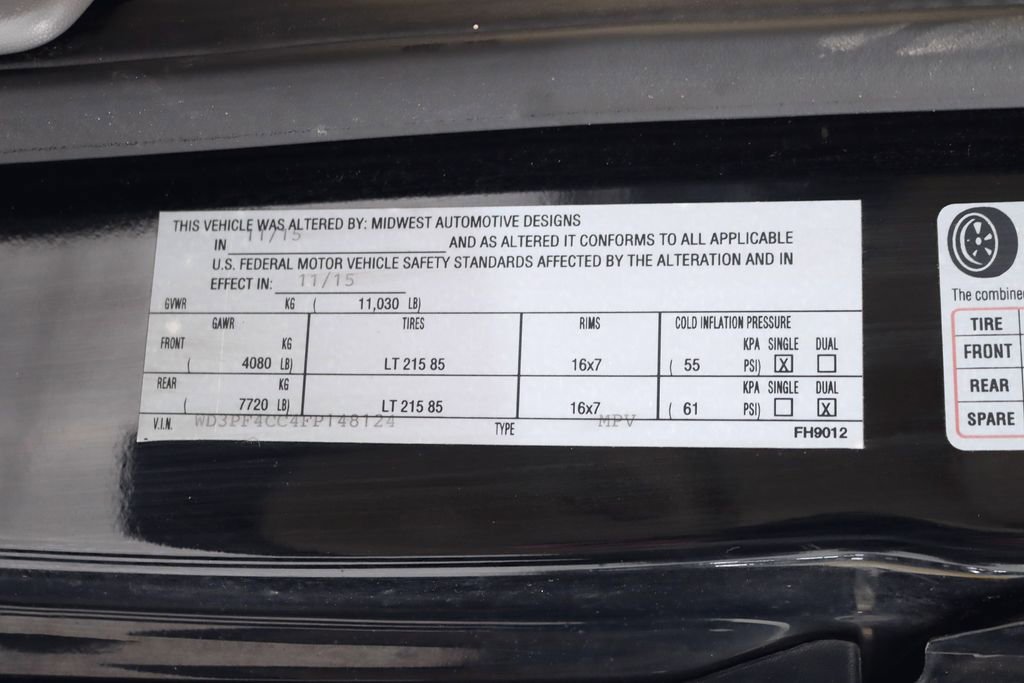 THIS VEHICLE WAS ALTERED BY: MIDWEST AUTOMOTIVE DESIGNS
IN 11/15 AND AS ALTERED IT CONFORMS TO ALL APPLICABLE
U.S. FEDERAL MOTOR VEHICLE SAFETY STANDARDS AFFECTED BY THE ALTERATION AND IN
EFFECT IN: 11/15
GVWR KG ( 11,030 LB)
GAWR TIRES RIMS COLD INFLATION PRESSURE
FRONT KG KPA SINGLE DUAL
( 4080 LB) LT 215 85 16x7 ( 55 PSI) X
REAR KG KPA SINGLE DUAL
( 7720 LB) LT 215 85 16x7 ( 61 PSI) X
V.I.N. WD3PF4CC4FP148124 TYPE MPV FH9012
The combined
TIRE
FRONT
REAR
SPARE